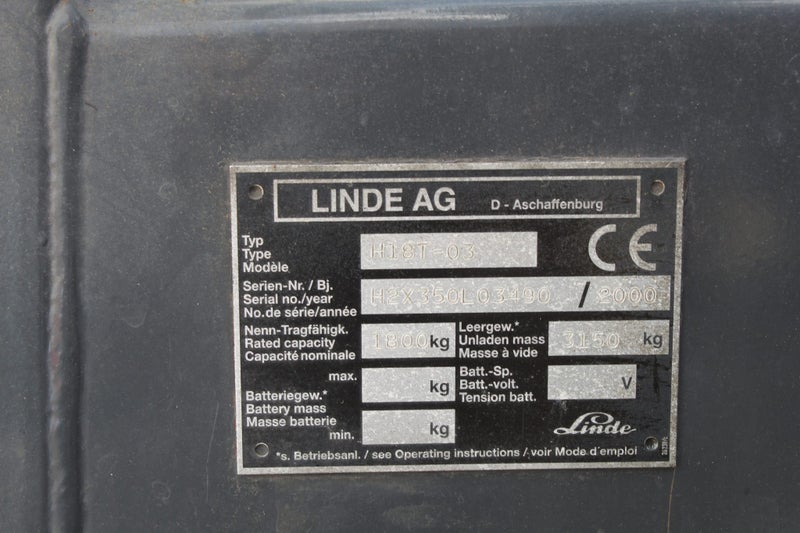 LINDE AG D - Aschaffenburg
Typ
Type H18T-03 CE
Modèle
Serien-Nr. / Bj.
Serial no./year H2X350L03490 / 2000
No.de série/année
Nenn-Tragfähigk. Leergew.*
Rated capacity 1800 kg Unladen mass 3150 kg
Capacité nominale Masse à vide
max. kg Batt.-Sp.
Batt.-volt. V
Batteriegew.* Tension batt.
Battery mass
Masse batterie kg Linde
min.
*s. Betriebsanl. / see Operating instructions / voir Mode d'emploi